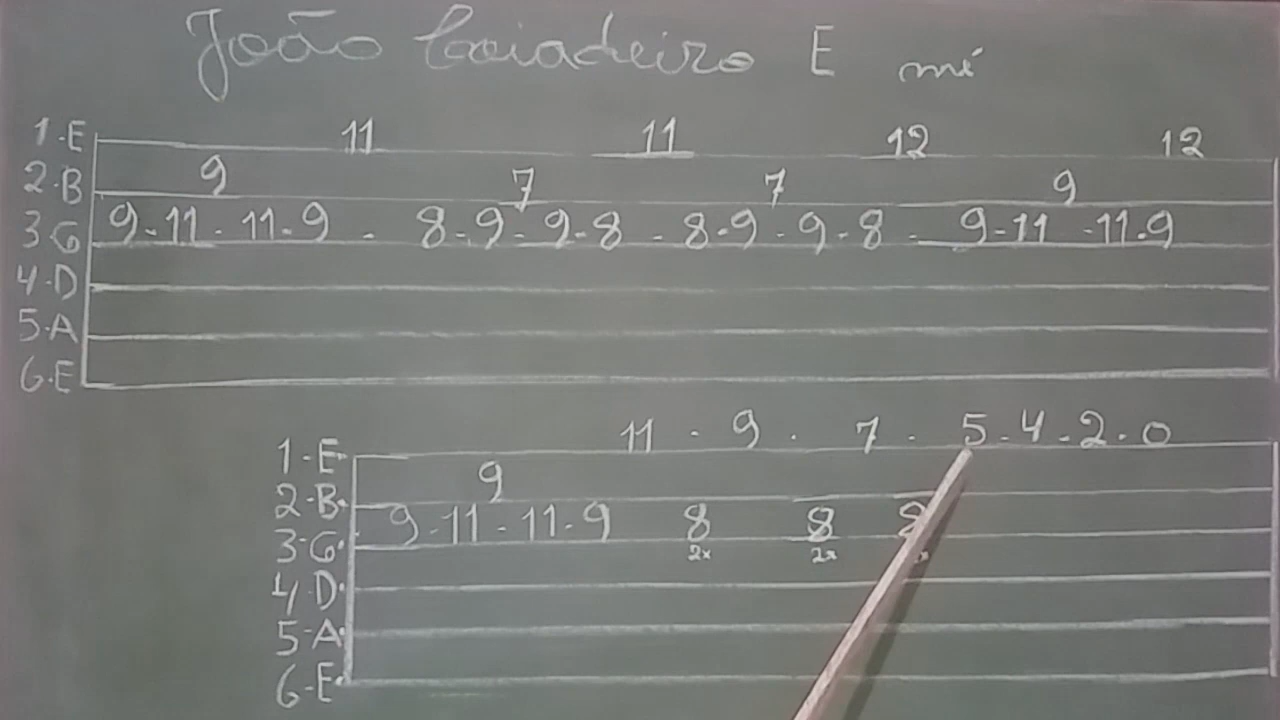 João Boiadeiro E mi
1-E 11 11 12 12
2-B 9 7 7 9
3-G 9-11-11-9 - 8-9-9-8 - 8-9-9-8 - 9-11-11-9
4-D
5-A
6-E
1-E 11 - 9 - 7 - 5-4-2-0
2-B 9
3-G 9-11-11-9 8 8 8
2x 2x
4-D
5-A
6-E